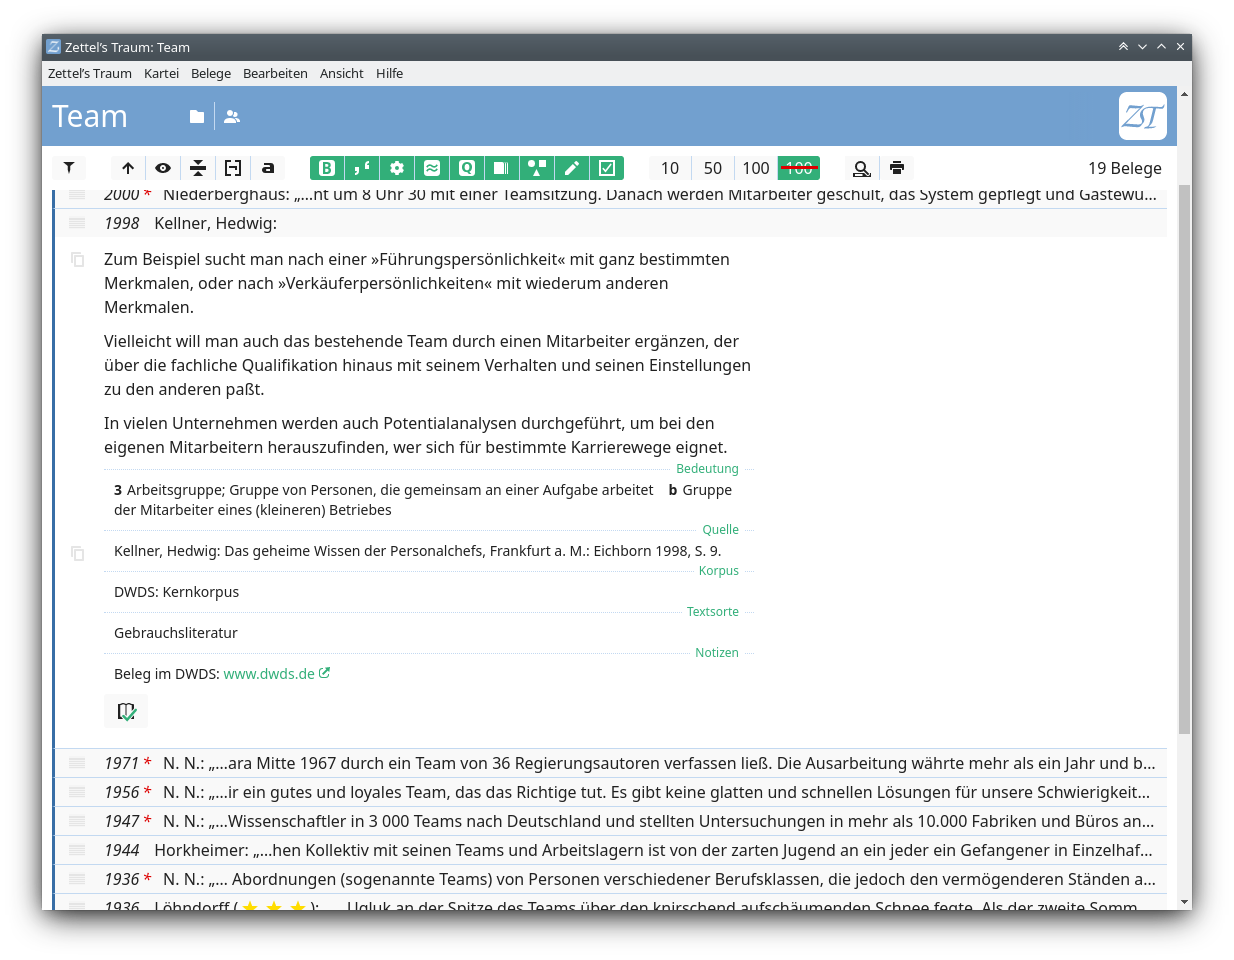 Zettel’s Traum: Team
Zettel’s Traum Kartei Belege Bearbeiten Ansicht Hilfe
Team
ZT
a B Q 10 50 100 100 19 Belege
2000 * Niederberghaus: „…ht um 8 Uhr 30 mit einer Teamsitzung. Danach werden Mitarbeiter geschult, das System gepflegt und Gästewü…
1998 Kellner, Hedwig:
Zum Beispiel sucht man nach einer »Führungspersönlichkeit« mit ganz bestimmten
Merkmalen, oder nach »Verkäuferpersönlichkeiten« mit wiederum anderen
Merkmalen.
Vielleicht will man auch das bestehende Team durch einen Mitarbeiter ergänzen, der
über die fachliche Qualifikation hinaus mit seinem Verhalten und seinen Einstellungen
zu den anderen paßt.
In vielen Unternehmen werden auch Potentialanalysen durchgeführt, um bei den
eigenen Mitarbeitern herauszufinden, wer sich für bestimmte Karrierewege eignet.
Bedeutung
3 Arbeitsgruppe; Gruppe von Personen, die gemeinsam an einer Aufgabe arbeitet b Gruppe
der Mitarbeiter eines (kleineren) Betriebes
Quelle
Kellner, Hedwig: Das geheime Wissen der Personalchefs, Frankfurt a. M.: Eichborn 1998, S. 9.
Korpus
DWDS: Kernkorpus
Textsorte
Gebrauchsliteratur
Notizen
Beleg im DWDS: www.dwds.de
1971 * N. N.: „…ara Mitte 1967 durch ein Team von 36 Regierungsautoren verfassen ließ. Die Ausarbeitung währte mehr als ein Jahr und b…
1956 * N. N.: „…ir ein gutes und loyales Team, das das Richtige tut. Es gibt keine glatten und schnellen Lösungen für unsere Schwierigkeit…
1947 * N. N.: „…Wissenschaftler in 3 000 Teams nach Deutschland und stellten Untersuchungen in mehr als 10.000 Fabriken und Büros an…
1944 Horkheimer: „…hen Kollektiv mit seinen Teams und Arbeitslagern ist von der zarten Jugend an ein jeder ein Gefangener in Einzelhaf…
1936 * N. N.: „… Abordnungen (sogenannte Teams) von Personen verschiedener Berufsklassen, die jedoch den vermögenderen Ständen a…
1936 Löhndorff (★ ★ ★): „… Ugluk an der Spitze des Teams über den knirschend aufschäumenden Schnee fegte. Als der zweite Somm…